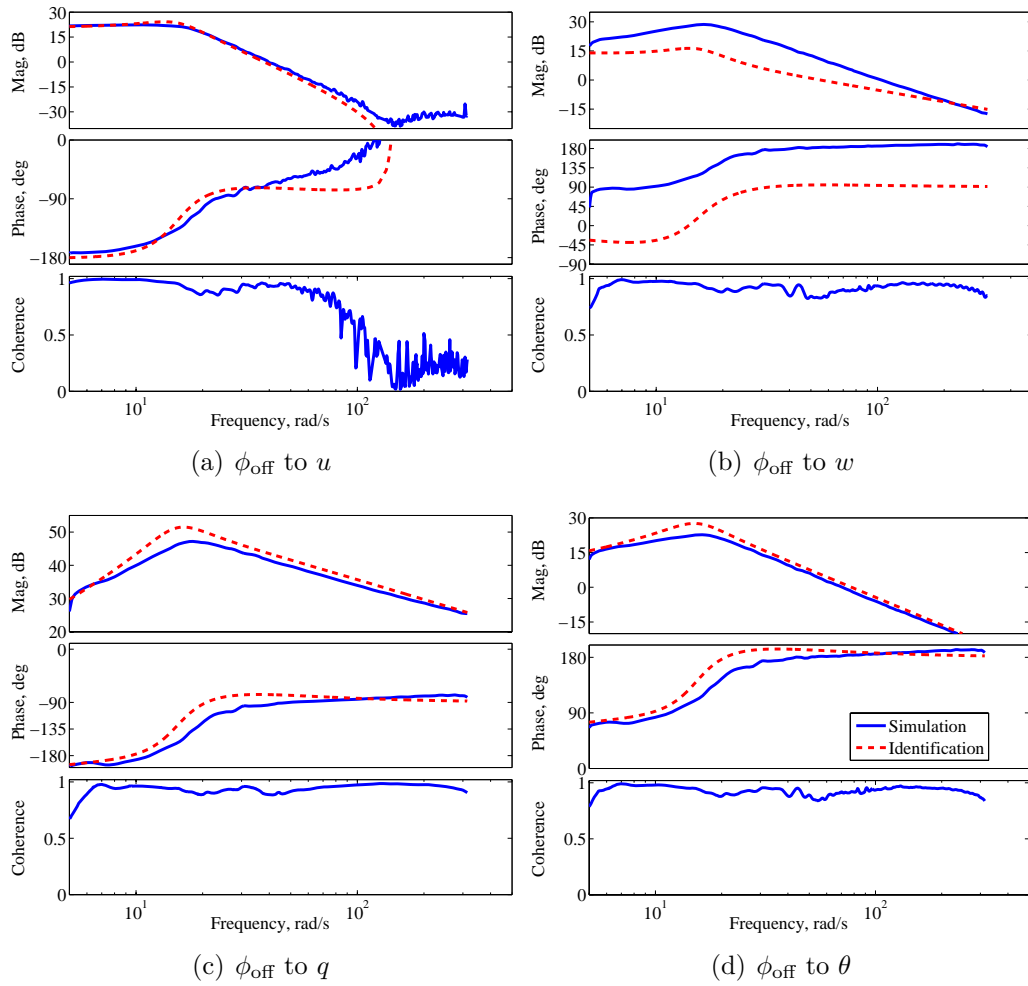 30
15
0
−15
−30
Mag, dB
0
−90
−180
Phase, deg
1
0.5
0
Coherence
10^1
10^2
Frequency, rad/s
(a) ϕ_off to u
30
15
0
−15
Mag, dB
180
135
90
45
0
−45
−90
Phase, deg
1
0.5
0
Coherence
10^1
10^2
Frequency, rad/s
(b) ϕ_off to w
50
40
30
20
Mag, dB
0
−90
−135
−180
Phase, deg
1
0.5
0
Coherence
10^1
10^2
Frequency, rad/s
(c) ϕ_off to q
30
15
0
−15
Mag, dB
180
90
0
Phase, deg
Simulation
Identification
1
0.5
0
Coherence
10^1
10^2
Frequency, rad/s
(d) ϕ_off to θ